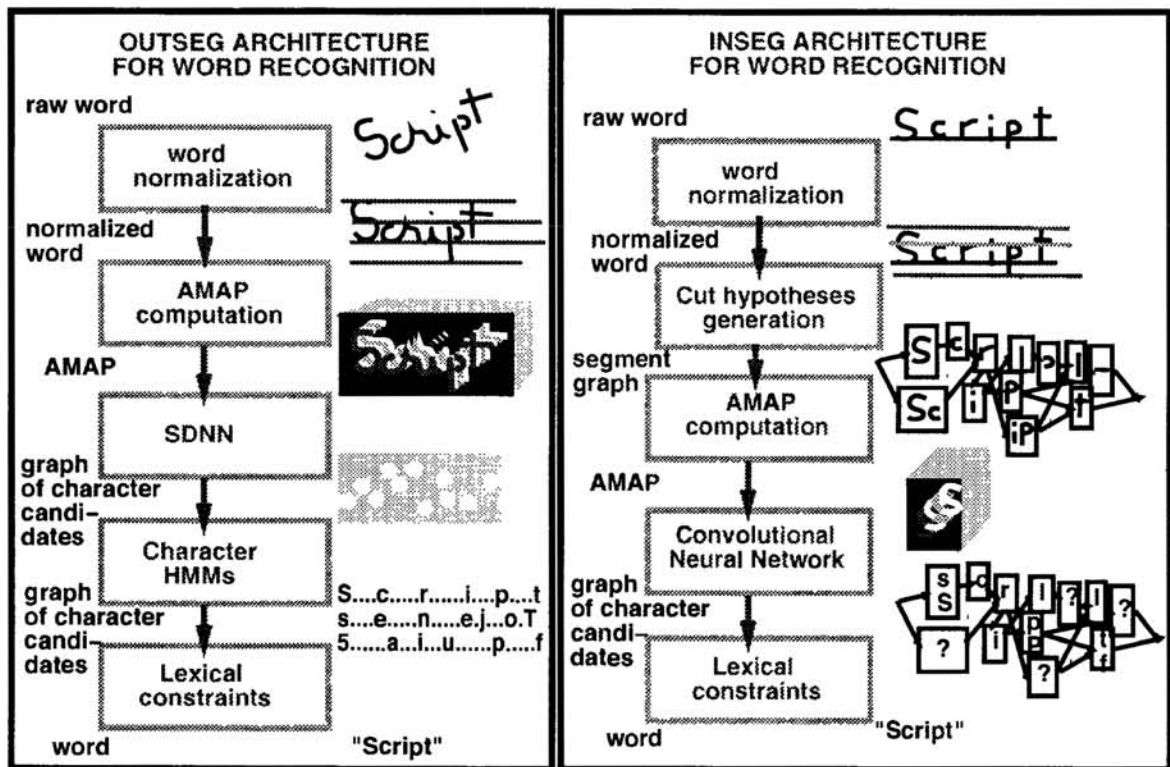 OUTSEG ARCHITECTURE
FOR WORD RECOGNITION
raw word
Script
word
normalization
normalized
word
Script
AMAP
computation
AMAP
Script
SDNN
graph
of character
candi-
dates
Character
HMMs
graph
of character
candi-
dates
S....c.....r......i...p....t
s....e.....n....e.j...o.T
5......a...i...u.....p.....f
Lexical
constraints
word
"Script"
INSEG ARCHITECTURE
FOR WORD RECOGNITION
raw word
Script
word
normalization
normalized
word
Script
Cut hypotheses
generation
segment
graph
S c r
Sc i p t
ip
AMAP
computation
AMAP
S
Convolutional
Neural Network
graph
of character
candi-
dates
s
S r l ? l ?
? i p t
p f
?
Lexical
constraints
word
"Script"